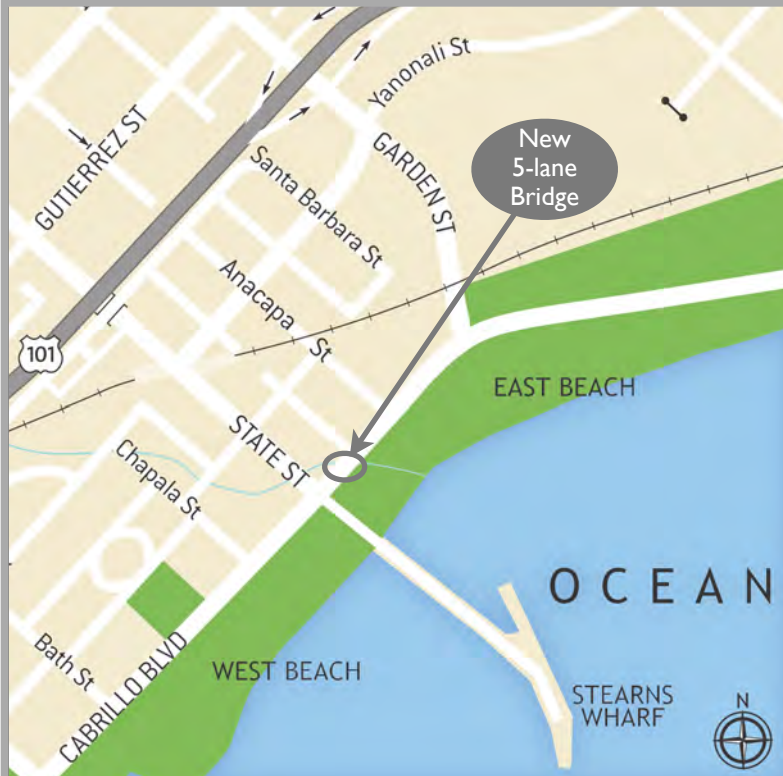 Yanonali St
GUTIERREZ ST
GARDEN ST
New
5-lane
Bridge
Santa Barbara St
Anacapa St
101
EAST BEACH
STATE ST
Chapala St
OCEAN
Bath St
WEST BEACH
CABRILLO BLVD
STEARNS
WHARF
N